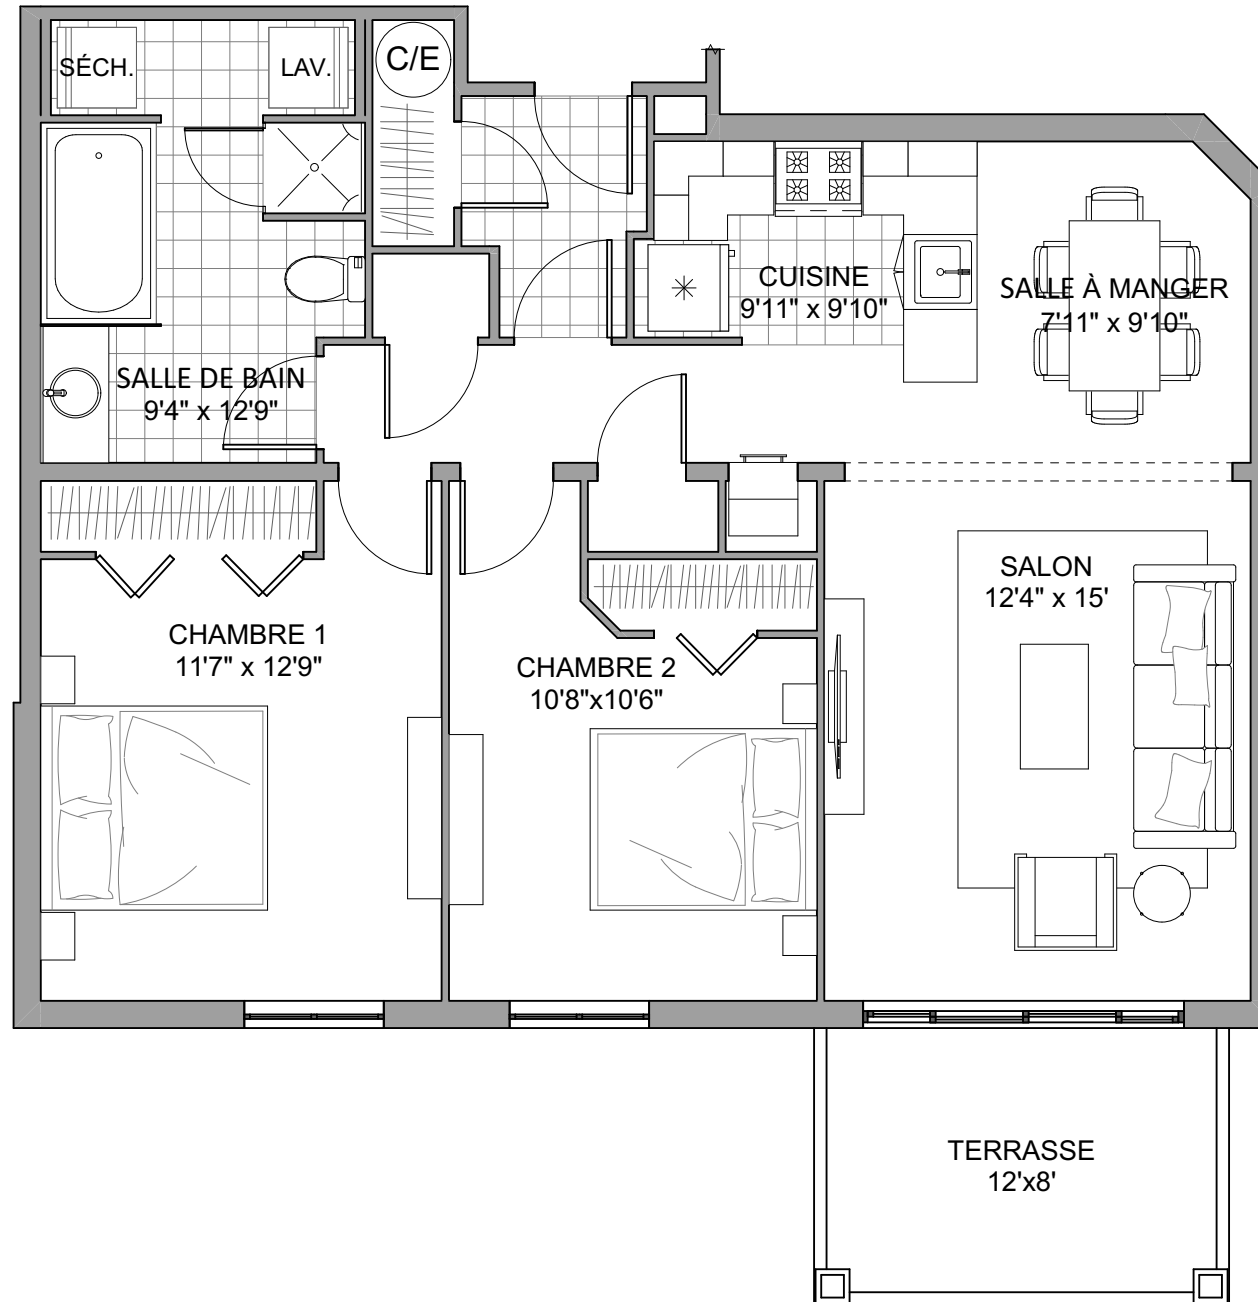 SÉCH.
LAV.
C/E
CUISINE
9'11" x 9'10"
SALLE À MANGER
7'11" x 9'10"
SALLE DE BAIN
9'4" x 12'9"
SALON
12'4" x 15'
CHAMBRE 1
11'7" x 12'9"
CHAMBRE 2
10'8"x10'6"
TERRASSE
12'x8'